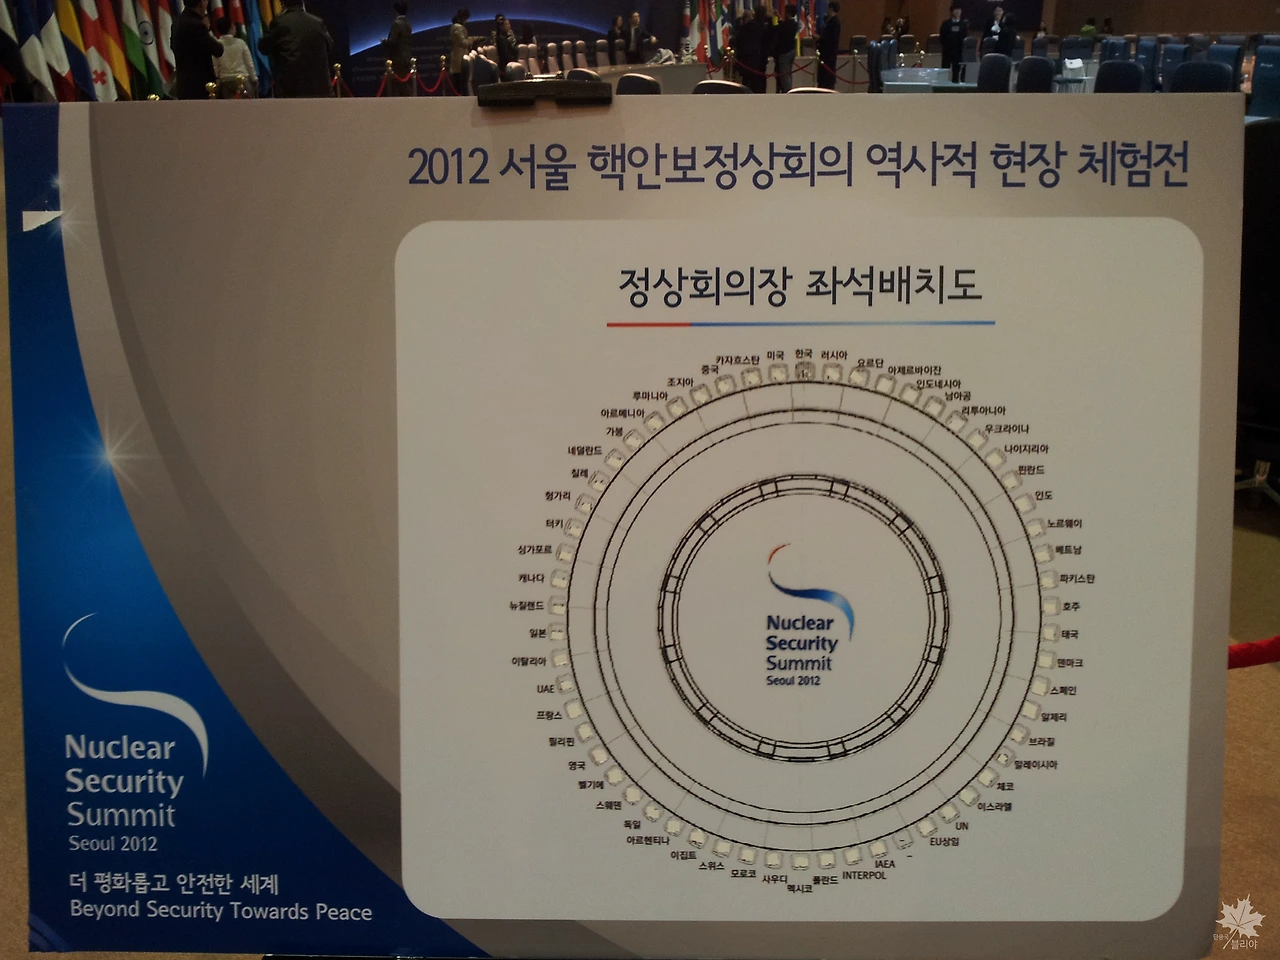 2012 서울 핵안보정상회의 역사적 현장 체험전
정상회의장 좌석배치도
한국
러시아
요르단
아제르바이잔
인도네시아
남아공
리투아니아
우크라이나
나이지리아
핀란드
인도
노르웨이
베트남
파키스탄
호주
태국
덴마크
스페인
알제리
브라질
말레이시아
체코
이스라엘
UN
EU상임
–
IAEA
INTERPOL
폴란드
멕시코
사우디
모로코
스위스
이집트
아르헨티나
독일
스웨덴
벨기에
영국
필리핀
프랑스
UAE
이탈리아
일본
뉴질랜드
캐나다
싱가포르
터키
헝가리
칠레
네덜란드
가봉
아르메니아
루마니아
조지아
중국
카자흐스탄
미국
Nuclear
Security
Summit
Seoul 2012
Nuclear
Security
Summit
Seoul 2012
더 평화롭고 안전한 세계
Beyond Security Towards Peace
블리야